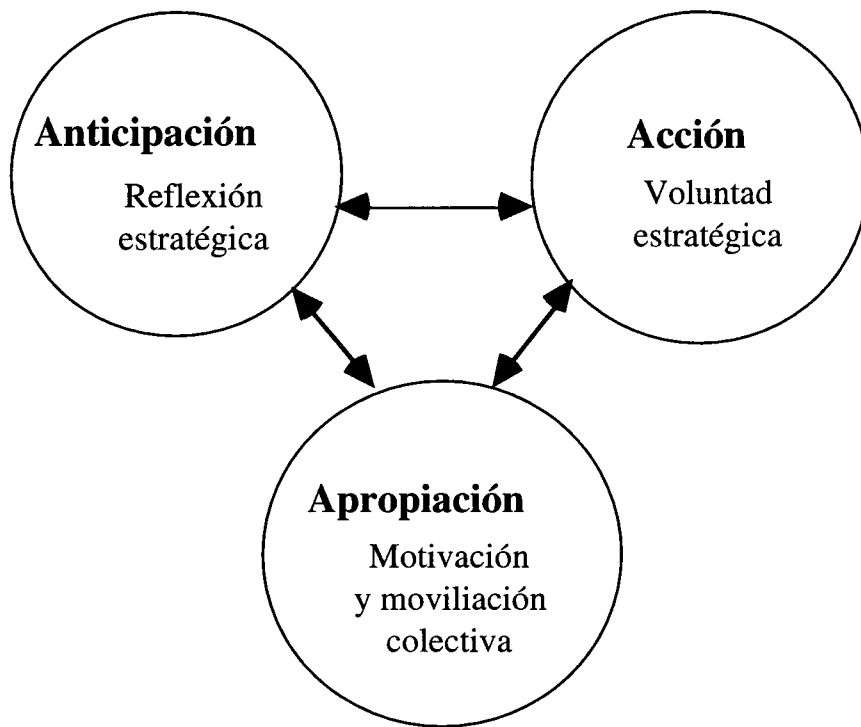 Anticipación
Reflexión
estratégica
Acción
Voluntad
estratégica
Apropiación
Motivación
y moviliación
colectiva